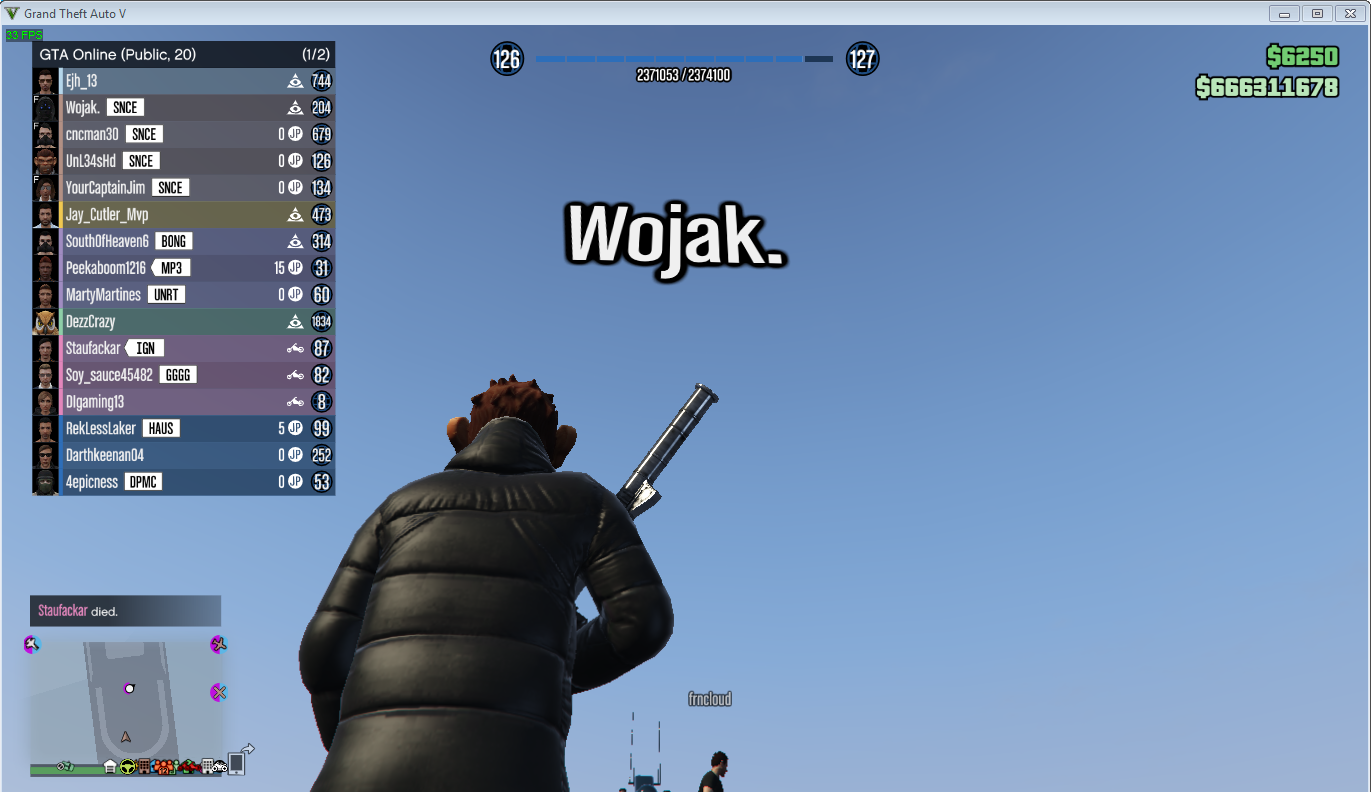 Grand Theft Auto V
33 FPS
GTA Online (Public, 20) (1/2)
Ejh_13 744
F Wojak. SNCE 204
F cncman30 SNCE 0 JP 679
UnL34sHd SNCE 0 JP 126
F YourCaptainJim SNCE 0 JP 134
Jay_Cutler_Mvp 473
SouthOfHeaven6 BONG 314
Peekaboom1216 MP3 15 JP 31
MartyMartines UNRT 0 JP 60
DezzCrazy 1834
Staufackar IGN 87
Soy_sauce45482 GGGG 82
DIgaming13 8
RekLessLaker HAUS 5 JP 99
Darthkeenan04 0 JP 252
4epicness DPMC 0 JP 53
126 127
2371053 / 2374100
$6250
$666311678
Wojak.
frncloud
Staufackar died.